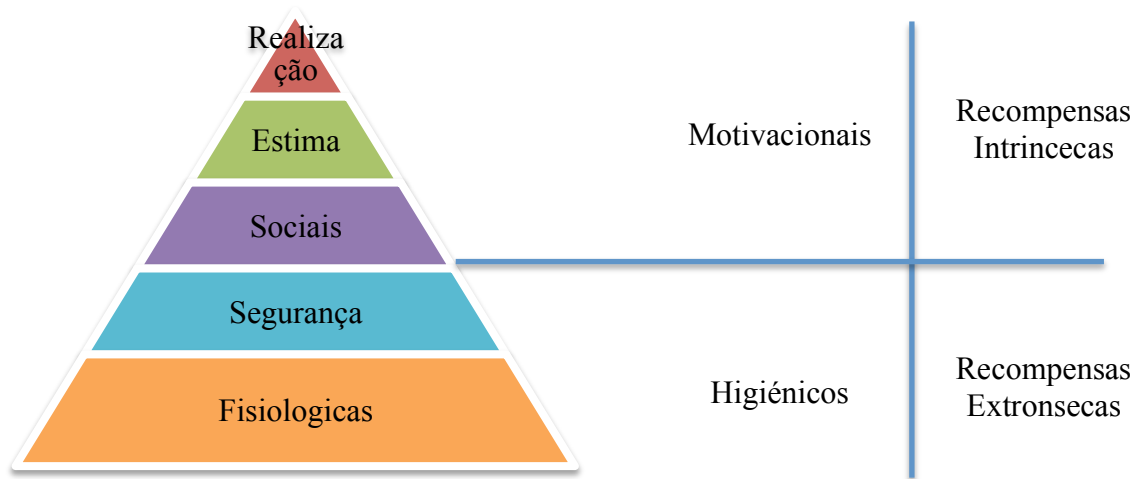 Realiza
ção
Estima
Sociais
Segurança
Fisiologicas
Motivacionais
Recompensas
Intrincecas
Higiénicos
Recompensas
Extronsecas